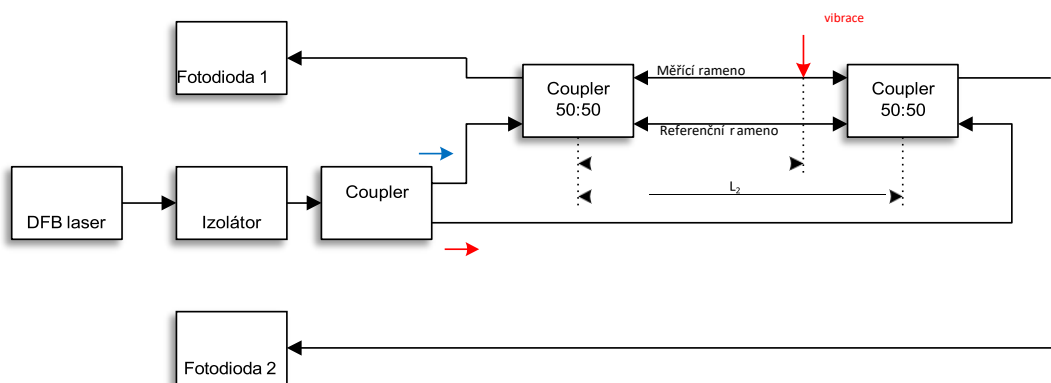 vibrace
Fotodioda 1
Coupler
50:50
Měřící rameno
Coupler
50:50
Referenční rameno
DFB laser
Izolátor
Coupler
L2
Fotodioda 2